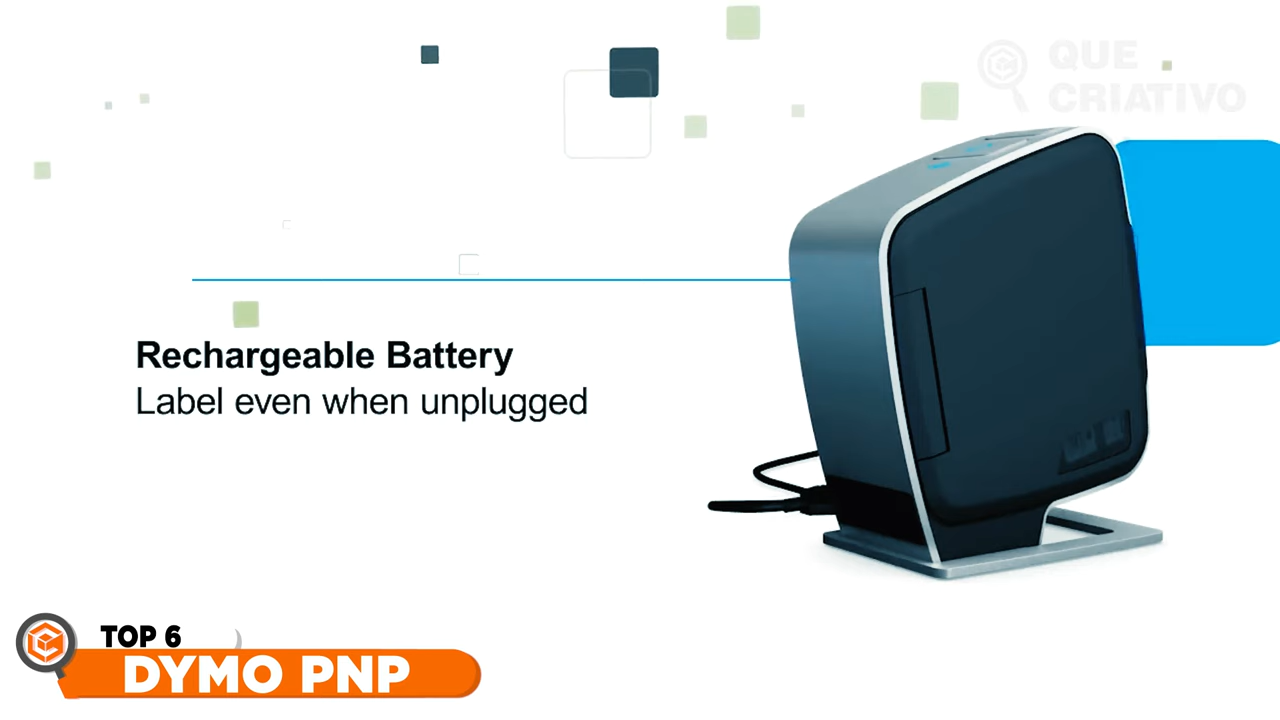 QUE
CRIATIVO
Rechargeable Battery
Label even when unplugged
TOP 6
DYMO PNP